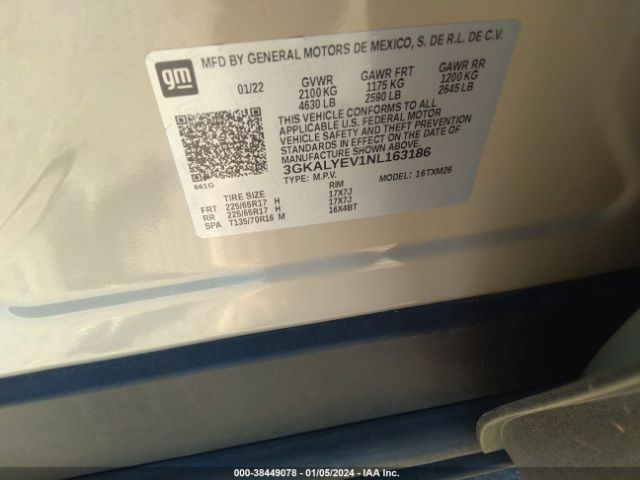 MFD BY GENERAL MOTORS DE MEXICO, S. DE R.L. DE C.V.
gm
01/22 GVWR GAWR FRT GAWR RR
2100 KG 1175 KG 1200 KG
4630 LB 2590 LB 2645 LB
THIS VEHICLE CONFORMS TO ALL
APPLICABLE U.S. FEDERAL MOTOR
VEHICLE SAFETY AND THEFT PREVENTION
STANDARDS IN EFFECT ON THE DATE OF
MANUFACTURE SHOWN ABOVE.
3GKALYEV1NL163186
TYPE: M.P.V. MODEL: 16TXM26
661G
TIRE SIZE RIM
FRT 225/65R17 H 17X7J
RR 225/65R17 H 17X7J
SPA T135/70R16 M 16X4BT
000-38449078 - 01/05/2024 - IAA Inc.